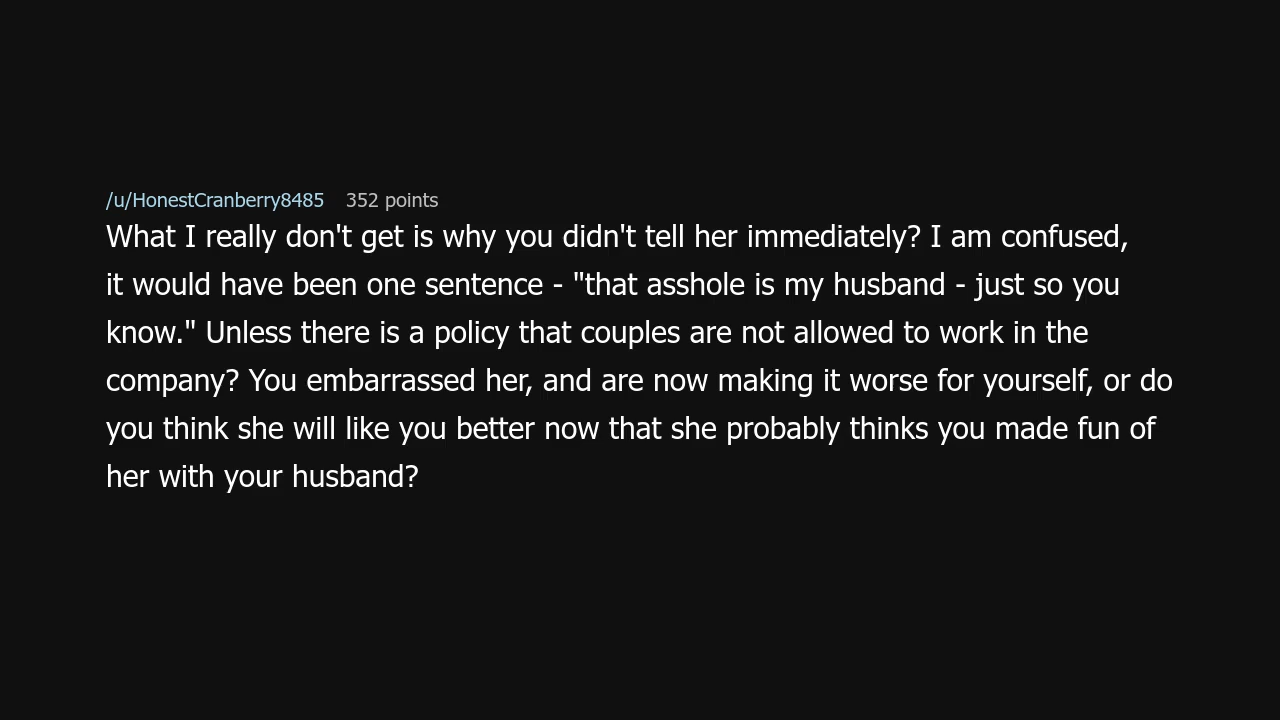 /u/HonestCranberry8485 352 points
What I really don't get is why you didn't tell her immediately? I am confused,
it would have been one sentence - "that asshole is my husband - just so you
know." Unless there is a policy that couples are not allowed to work in the
company? You embarrassed her, and are now making it worse for yourself, or do
you think she will like you better now that she probably thinks you made fun of
her with your husband?